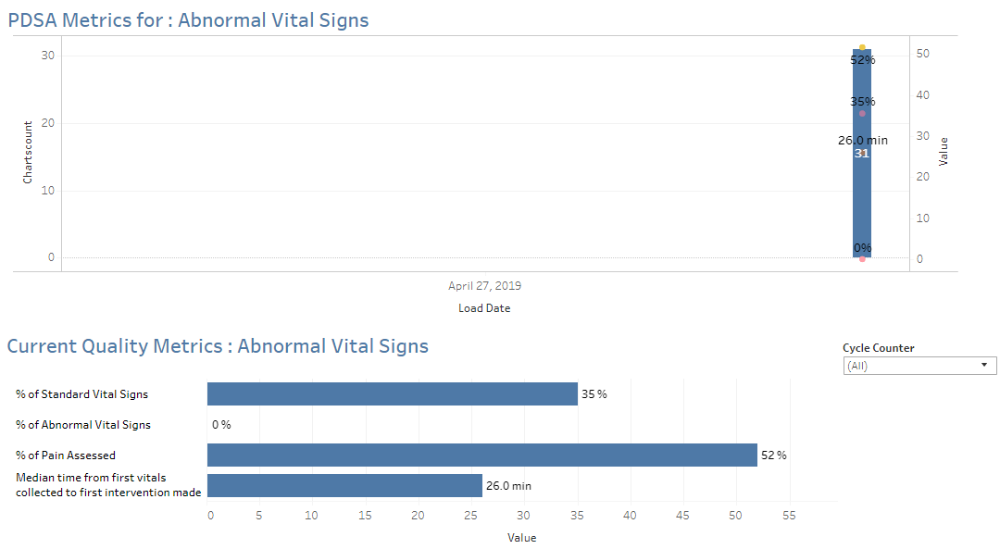 PDSA Metrics for : Abnormal Vital Signs
30
20
10
0
Chartscount
52%
35%
26.0 min
31
0%
50
40
30
20
10
0
Value
April 27, 2019
Load Date
Current Quality Metrics : Abnormal Vital Signs
Cycle Counter
(All)
% of Standard Vital Signs
35 %
% of Abnormal Vital Signs
0 %
% of Pain Assessed
52 %
Median time from first vitals
collected to first intervention made
26.0 min
0 5 10 15 20 25 30 35 40 45 50 55
Value